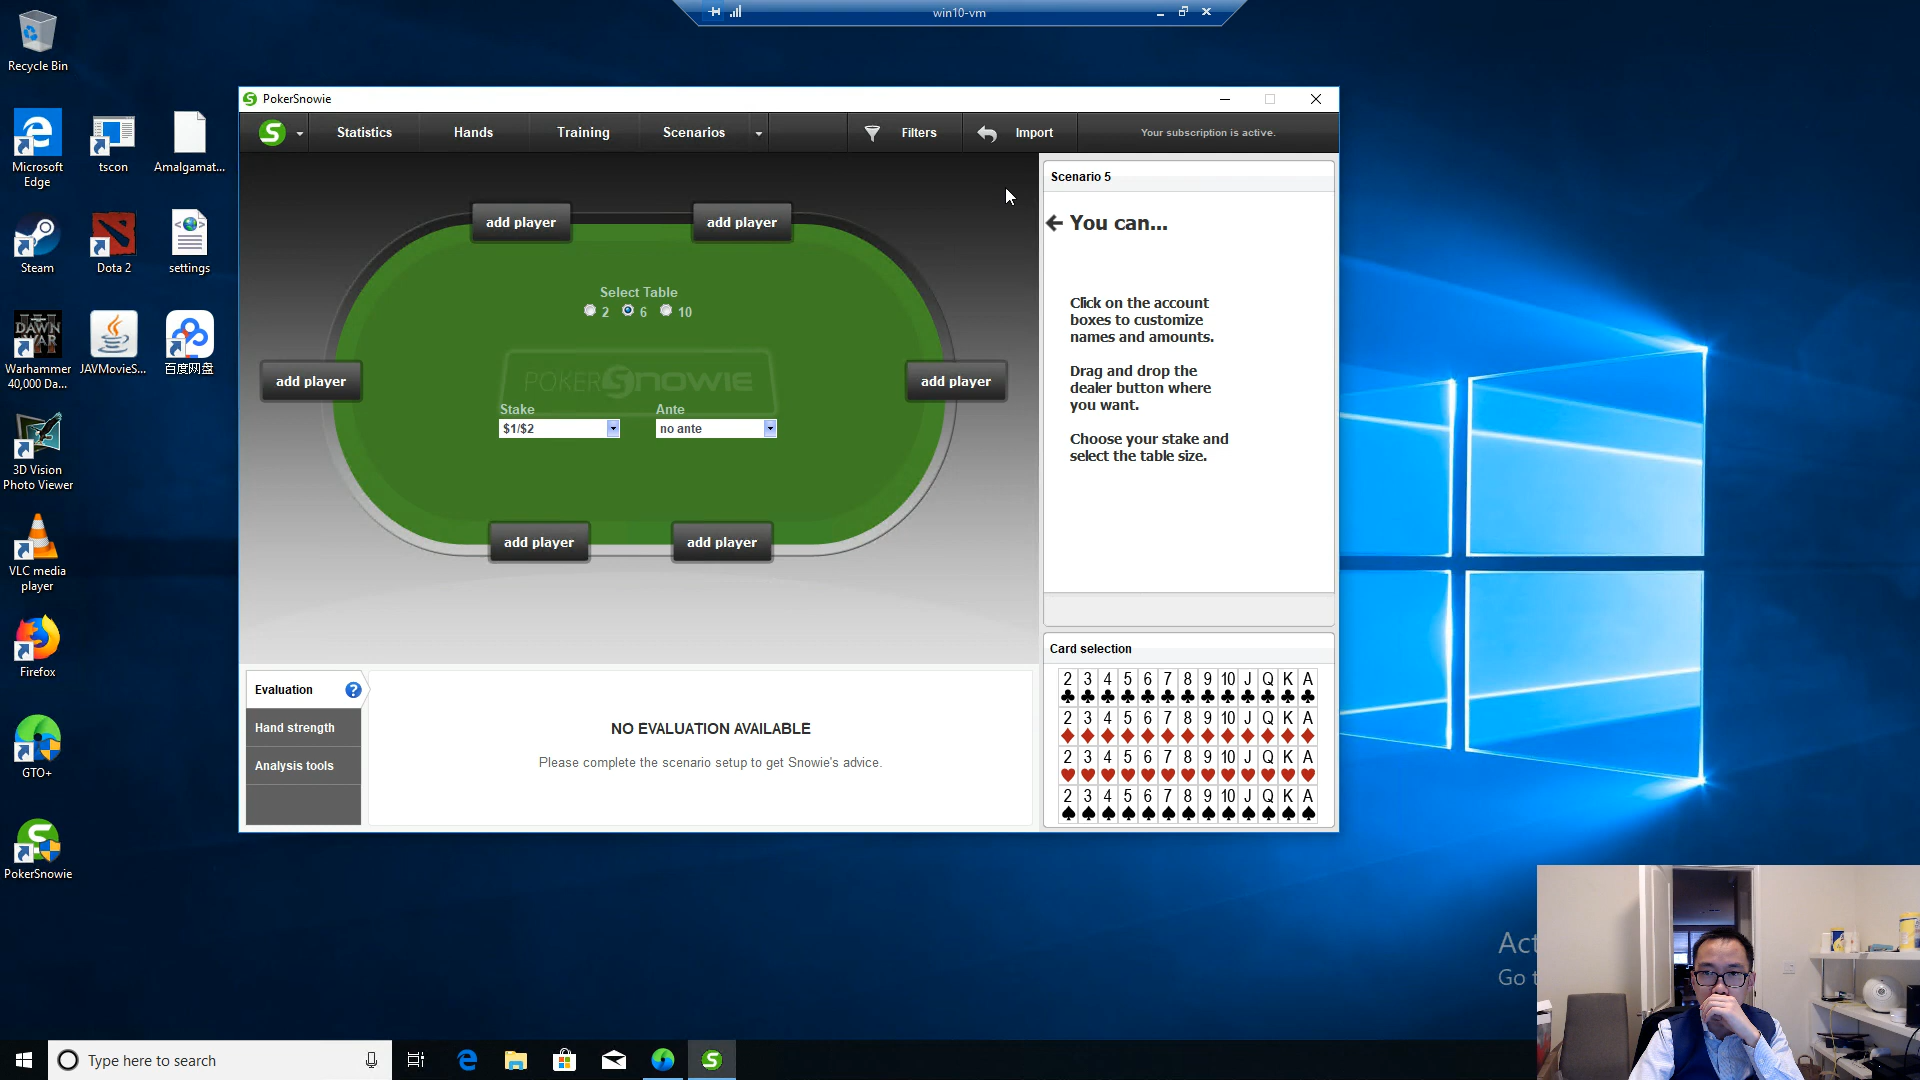 win10-vm
Recycle Bin
Microsoft
Edge
tscon
Amalgamat...
Steam
Dota 2
settings
DAWN
WAR
Warhammer
40,000 Da...
JAVMovieS...
百度网盘
3D Vision
Photo Viewer
VLC media
player
Firefox
GTO+
PokerSnowie
PokerSnowie
Statistics
Hands
Training
Scenarios
Filters
Import
Your subscription is active.
add player
add player
Select Table
2
6
10
add player
add player
POKERSNOWIE
Stake
Ante
$1/$2
no ante
add player
add player
Scenario 5
You can...
Click on the account
boxes to customize
names and amounts.
Drag and drop the
dealer button where
you want.
Choose your stake and
select the table size.
Evaluation
?
Hand strength
Analysis tools
NO EVALUATION AVAILABLE
Please complete the scenario setup to get Snowie's advice.
Card selection
2 3 4 5 6 7 8 9 10 J Q K A
2 3 4 5 6 7 8 9 10 J Q K A
2 3 4 5 6 7 8 9 10 J Q K A
2 3 4 5 6 7 8 9 10 J Q K A
Act
Go t
Type here to search